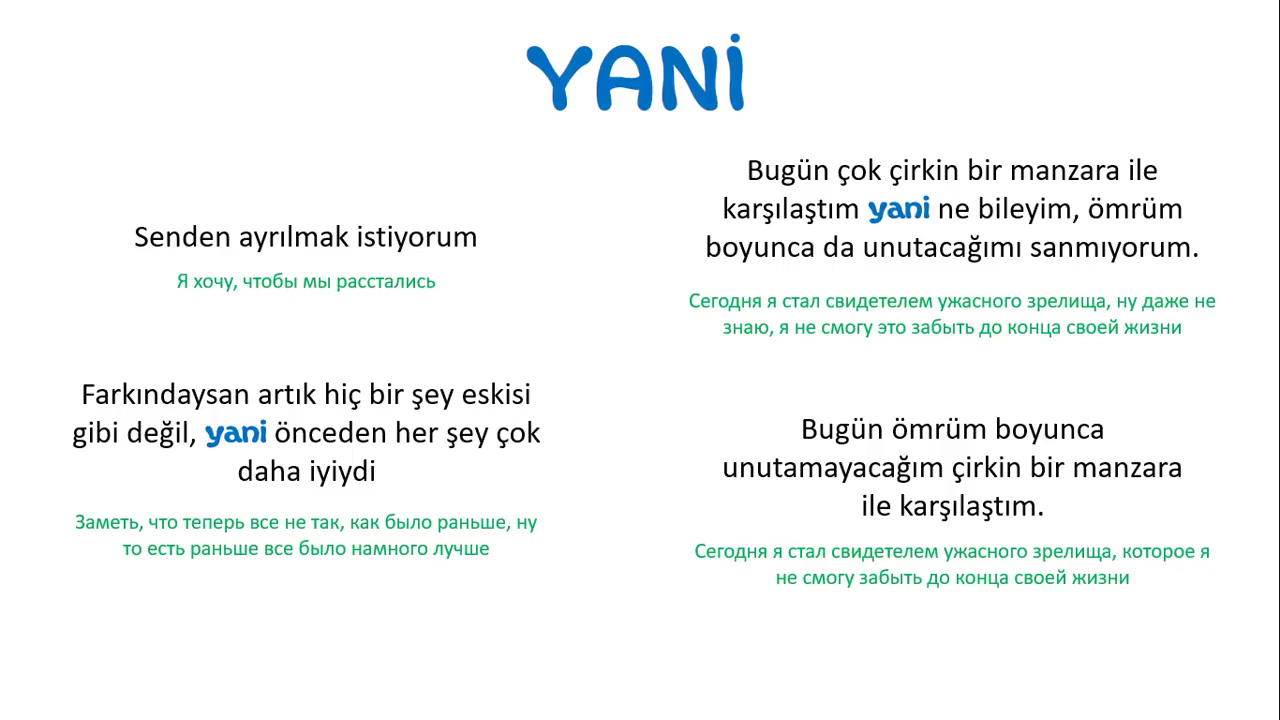 YANİ
Senden ayrılmak istiyorum
Я хочу, чтобы мы расстались
Farkındaysan artık hiç bir şey eskisi
gibi değil, yani önceden her şey çok
daha iyiydi
Заметь, что теперь все не так, как было раньше, ну
то есть раньше все было намного лучше
Bugün çok çirkin bir manzara ile
karşılaştım yani ne bileyim, ömrüm
boyunca da unutacağımı sanmıyorum.
Сегодня я стал свидетелем ужасного зрелища, ну даже не
знаю, я не смогу это забыть до конца своей жизни
Bugün ömrüm boyunca
unutamayacağım çirkin bir manzara
ile karşılaştım.
Сегодня я стал свидетелем ужасного зрелища, которое я
не смогу забыть до конца своей жизни